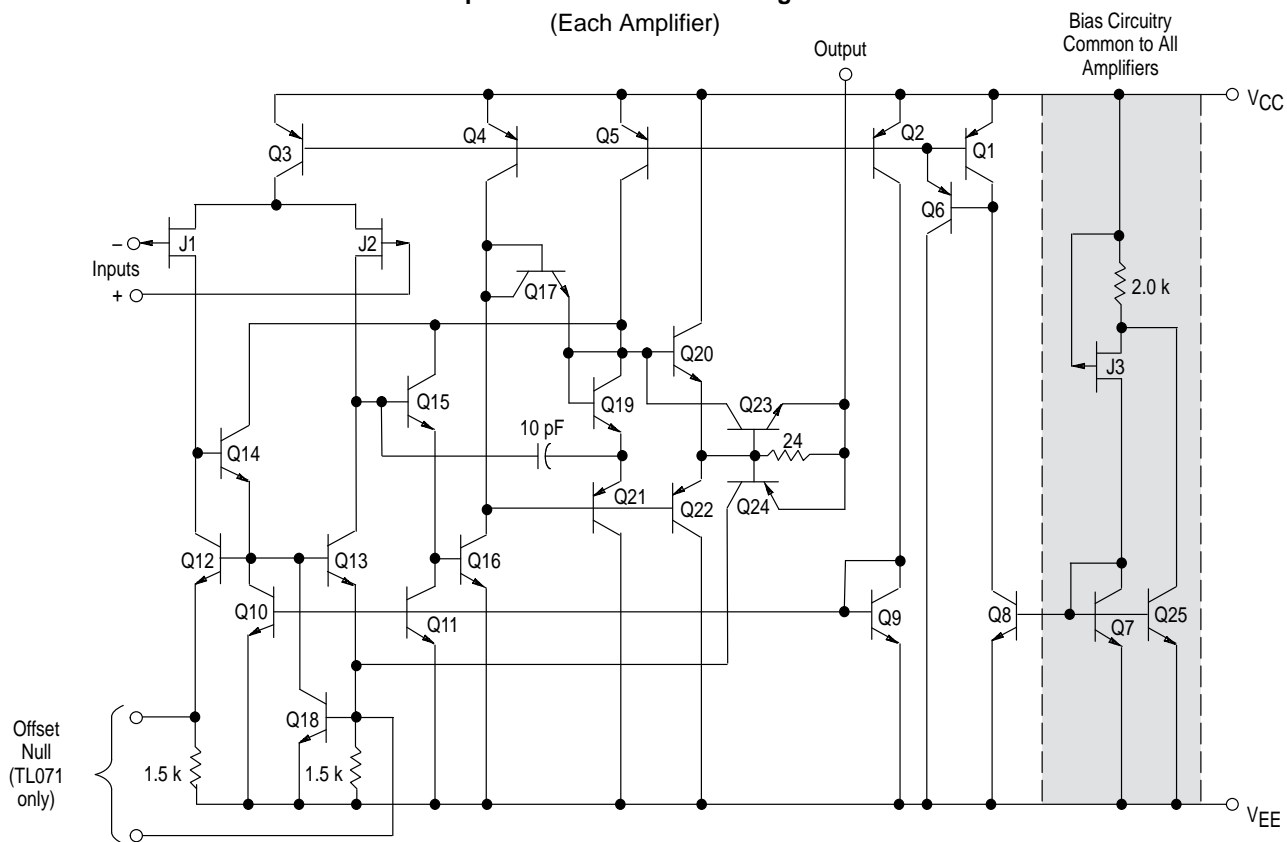 (Each Amplifier)
Bias Circuitry
Common to All
Amplifiers
Output
VCC
Q3
Q4
Q5
Q2
Q1
Q6
–
J1
J2
Inputs
+
Q17
2.0 k
J3
Q20
Q15
Q19
Q23
10 pF
24
Q14
Q21
Q22
Q24
Q12
Q13
Q16
Q10
Q11
Q9
Q8
Q7
Q25
Q18
Offset
Null
(TL071
only)
1.5 k
1.5 k
VEE